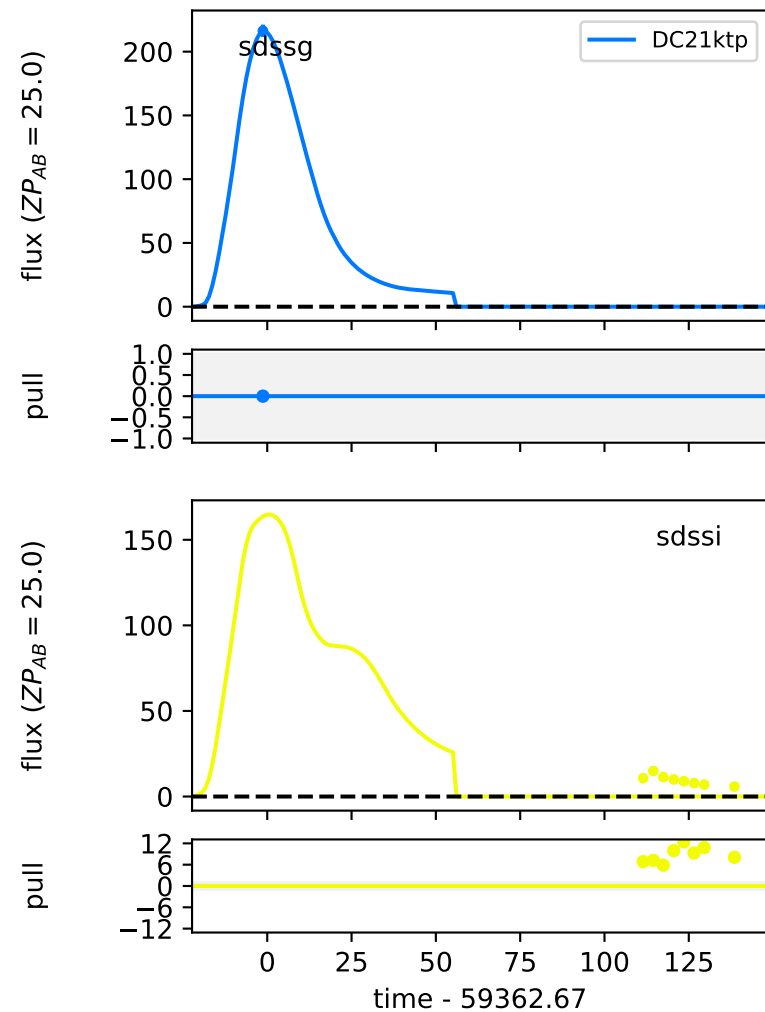 sdssg
DC21ktp
200
150
100
50
0
flux (ZP_AB = 25.0)
1.0
0.5
0.0
−0.5
−1.0
pull
sdssi
150
100
50
0
flux (ZP_AB = 25.0)
12
6
0
−6
−12
pull
0 25 50 75 100 125
time - 59362.67